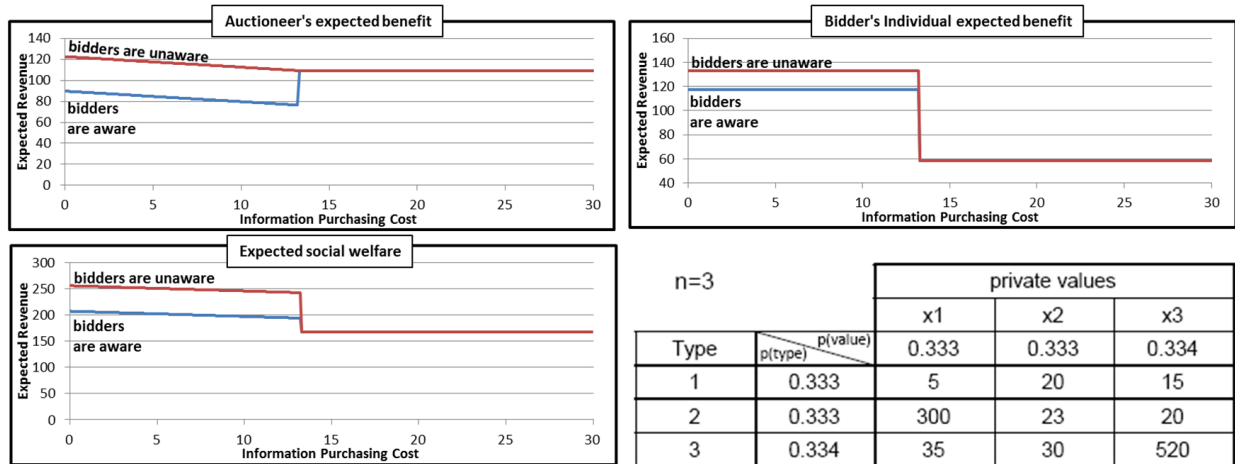 Auctioneer's expected benefit
Expected Revenue
140
120
100
80
60
40
20
0
bidders are unaware
bidders
are aware
0 5 10 15 20 25 30
Information Purchasing Cost
Bidder's Individual expected benefit
Expected Revenue
160
140
120
100
80
60
40
bidders are unaware
bidders
are aware
0 5 10 15 20 25 30
Information Purchasing Cost
Expected social welfare
Expected Revenue
300
250
200
150
100
50
0
bidders are unaware
bidders
are aware
0 5 10 15 20 25 30
Information Purchasing Cost
n=3
private values
x1 x2 x3
Type p(type) p(value) 0.333 0.333 0.334
1 0.333 5 20 15
2 0.333 300 23 20
3 0.334 35 30 520